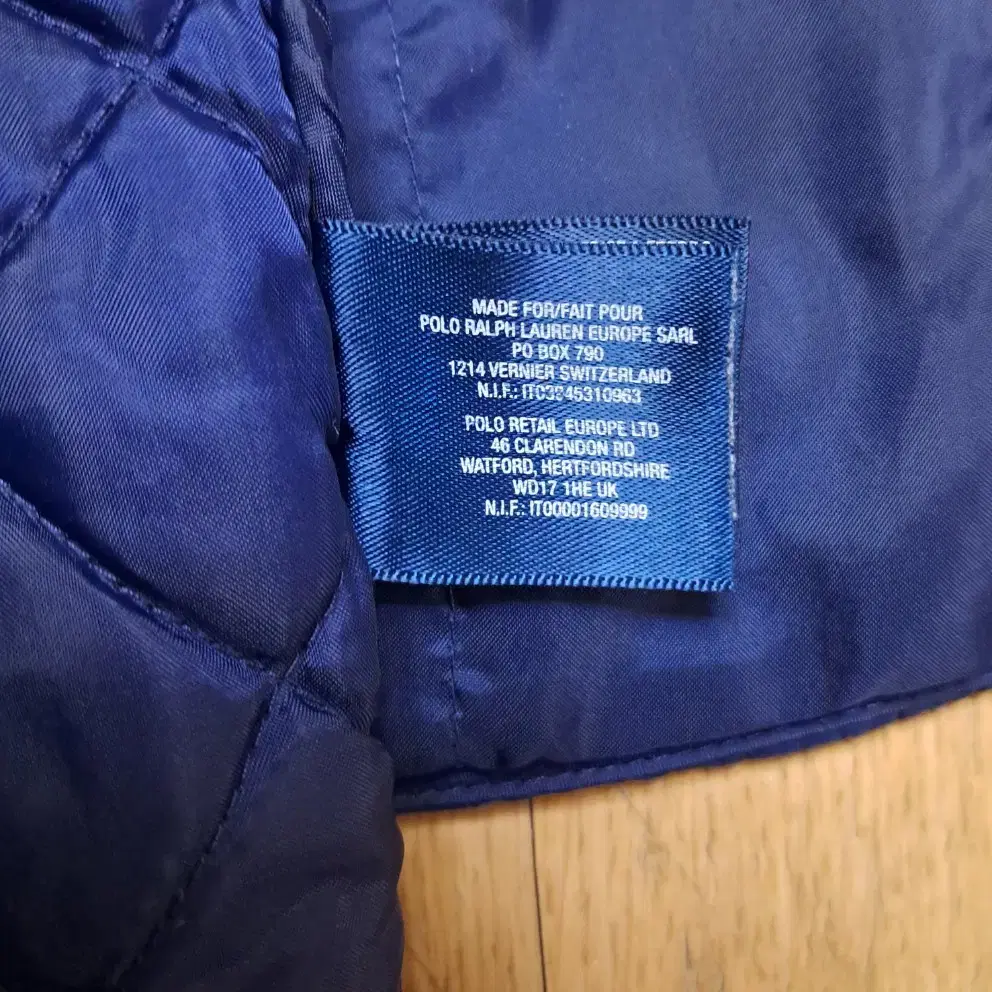 MADE FOR/FAIT POUR
POLO RALPH LAUREN EUROPE SARL
PO BOX 790
1214 VERNIER SWITZERLAND
N.I.F.: IT03945310963
POLO RETAIL EUROPE LTD
46 CLARENDON RD
WATFORD, HERTFORDSHIRE
WD17 1HE UK
N.I.F.: IT00001609999